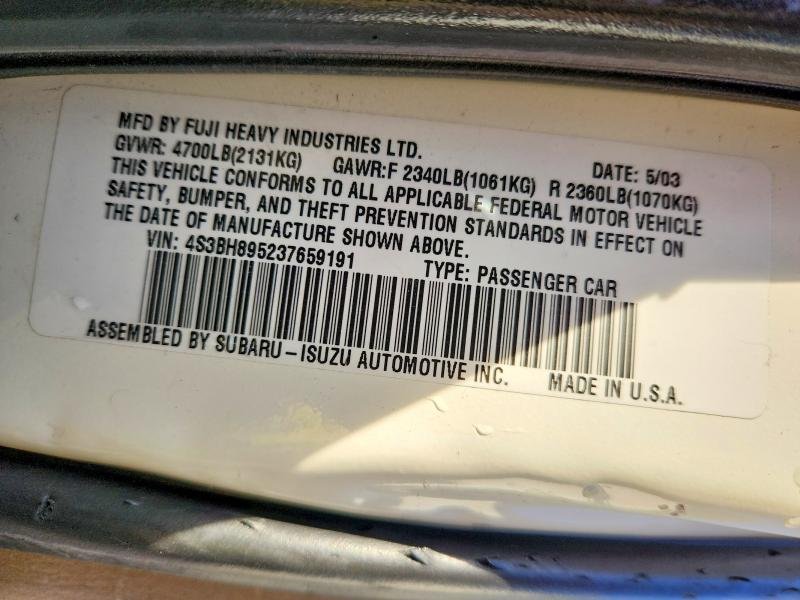 MFD BY FUJI HEAVY INDUSTRIES LTD. DATE: 5/03
GVWR: 4700LB(2131KG) GAWR:F 2340LB(1061KG) R 2360LB(1070KG)
THIS VEHICLE CONFORMS TO ALL APPLICABLE FEDERAL MOTOR VEHICLE
SAFETY, BUMPER, AND THEFT PREVENTION STANDARDS IN EFFECT ON
THE DATE OF MANUFACTURE SHOWN ABOVE.
VIN: 4S3BH895237659191 TYPE: PASSENGER CAR
ASSEMBLED BY SUBARU-ISUZU AUTOMOTIVE INC. MADE IN U.S.A.